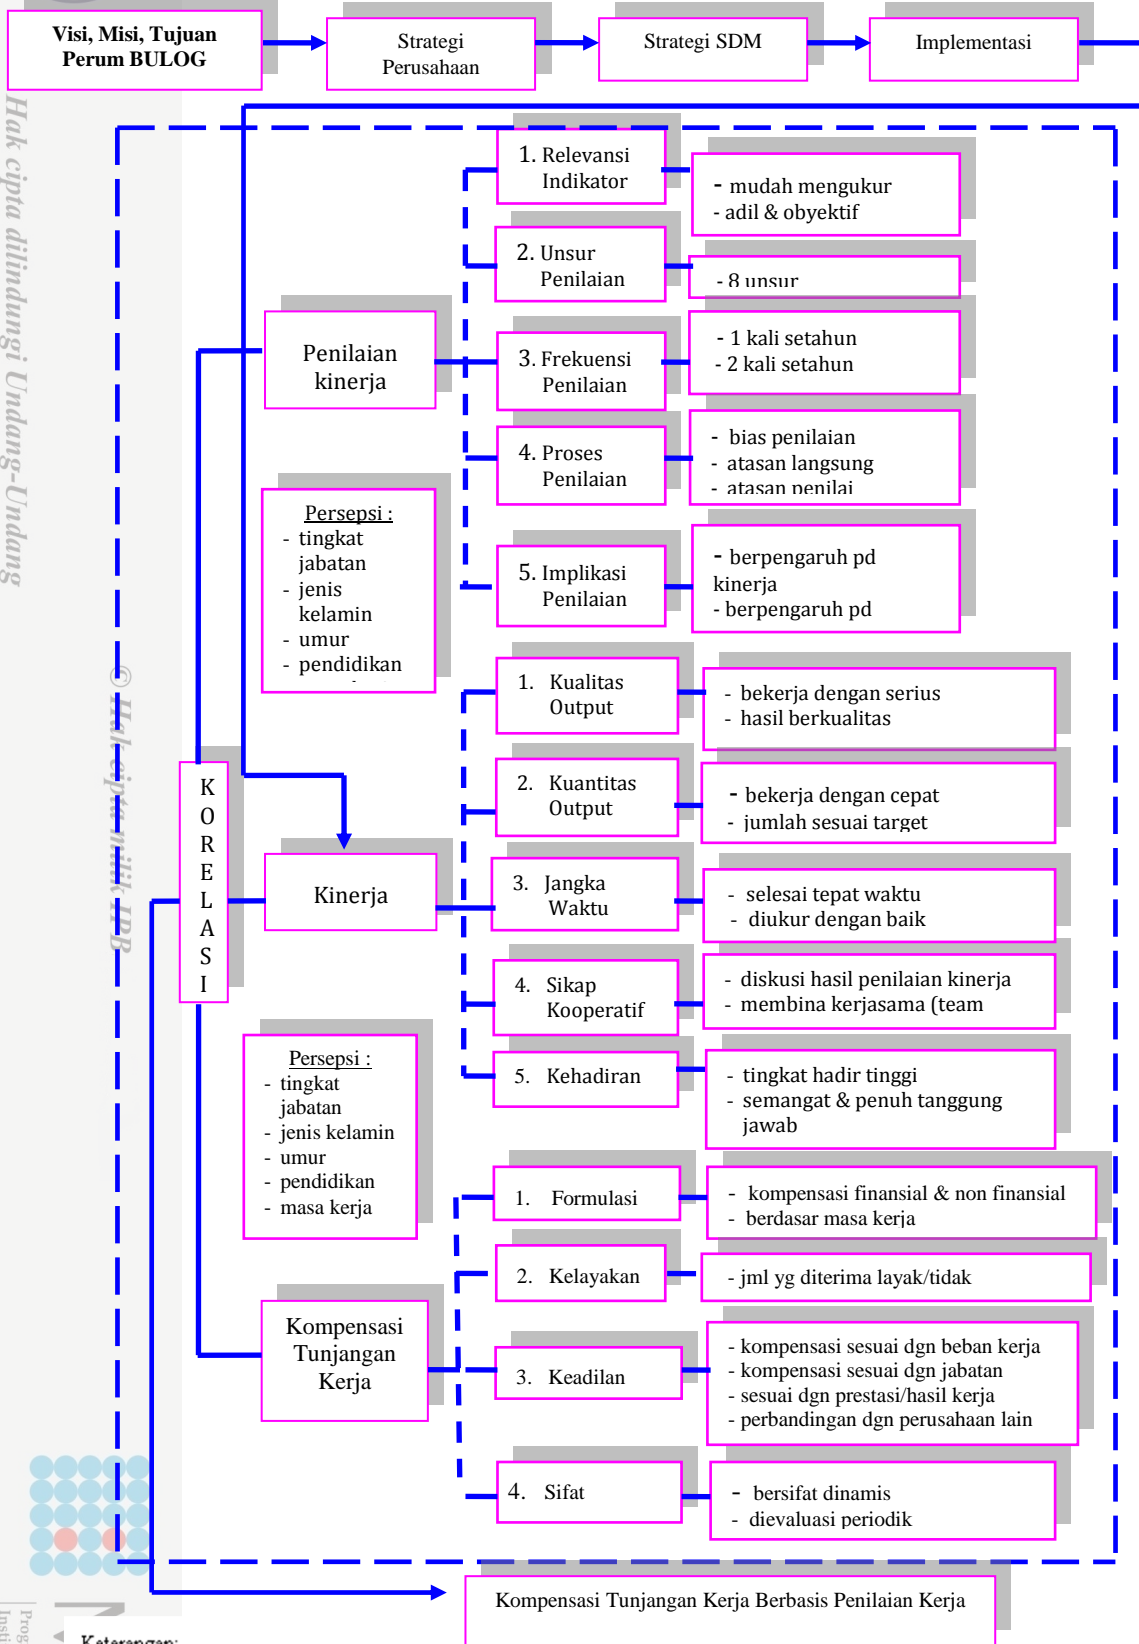 Visi, Misi, Tujuan
Perum BULOG
Strategi
Perusahaan
Strategi SDM
Implementasi
Hak cipta dilindungi Undang-Undang
© Hak cipta milik IPB
1. Relevansi
Indikator
- mudah mengukur
- adil & obyektif
2. Unsur
Penilaian
- 8 unsur
Penilaian
kinerja
3. Frekuensi
Penilaian
- 1 kali setahun
- 2 kali setahun
4. Proses
Penilaian
- bias penilaian
- atasan langsung
- atasan penilai
Persepsi :
- tingkat
jabatan
- jenis
kelamin
- umur
- pendidikan
5. Implikasi
Penilaian
- berpengaruh pd
kinerja
- berpengaruh pd
K
O
R
E
L
A
S
I
Kinerja
1. Kualitas
Output
- bekerja dengan serius
- hasil berkualitas
2. Kuantitas
Output
- bekerja dengan cepat
- jumlah sesuai target
3. Jangka
Waktu
- selesai tepat waktu
- diukur dengan baik
4. Sikap
Kooperatif
- diskusi hasil penilaian kinerja
- membina kerjasama (team
5. Kehadiran
- tingkat hadir tinggi
- semangat & penuh tanggung
jawab
Persepsi :
- tingkat
jabatan
- jenis kelamin
- umur
- pendidikan
- masa kerja
Kompensasi
Tunjangan
Kerja
1. Formulasi
- kompensasi finansial & non finansial
- berdasar masa kerja
2. Kelayakan
- jml yg diterima layak/tidak
3. Keadilan
- kompensasi sesuai dgn beban kerja
- kompensasi sesuai dgn jabatan
- sesuai dgn prestasi/hasil kerja
- perbandingan dgn perusahaan lain
4. Sifat
- bersifat dinamis
- dievaluasi periodik
Kompensasi Tunjangan Kerja Berbasis Penilaian Kerja
Keterangan: